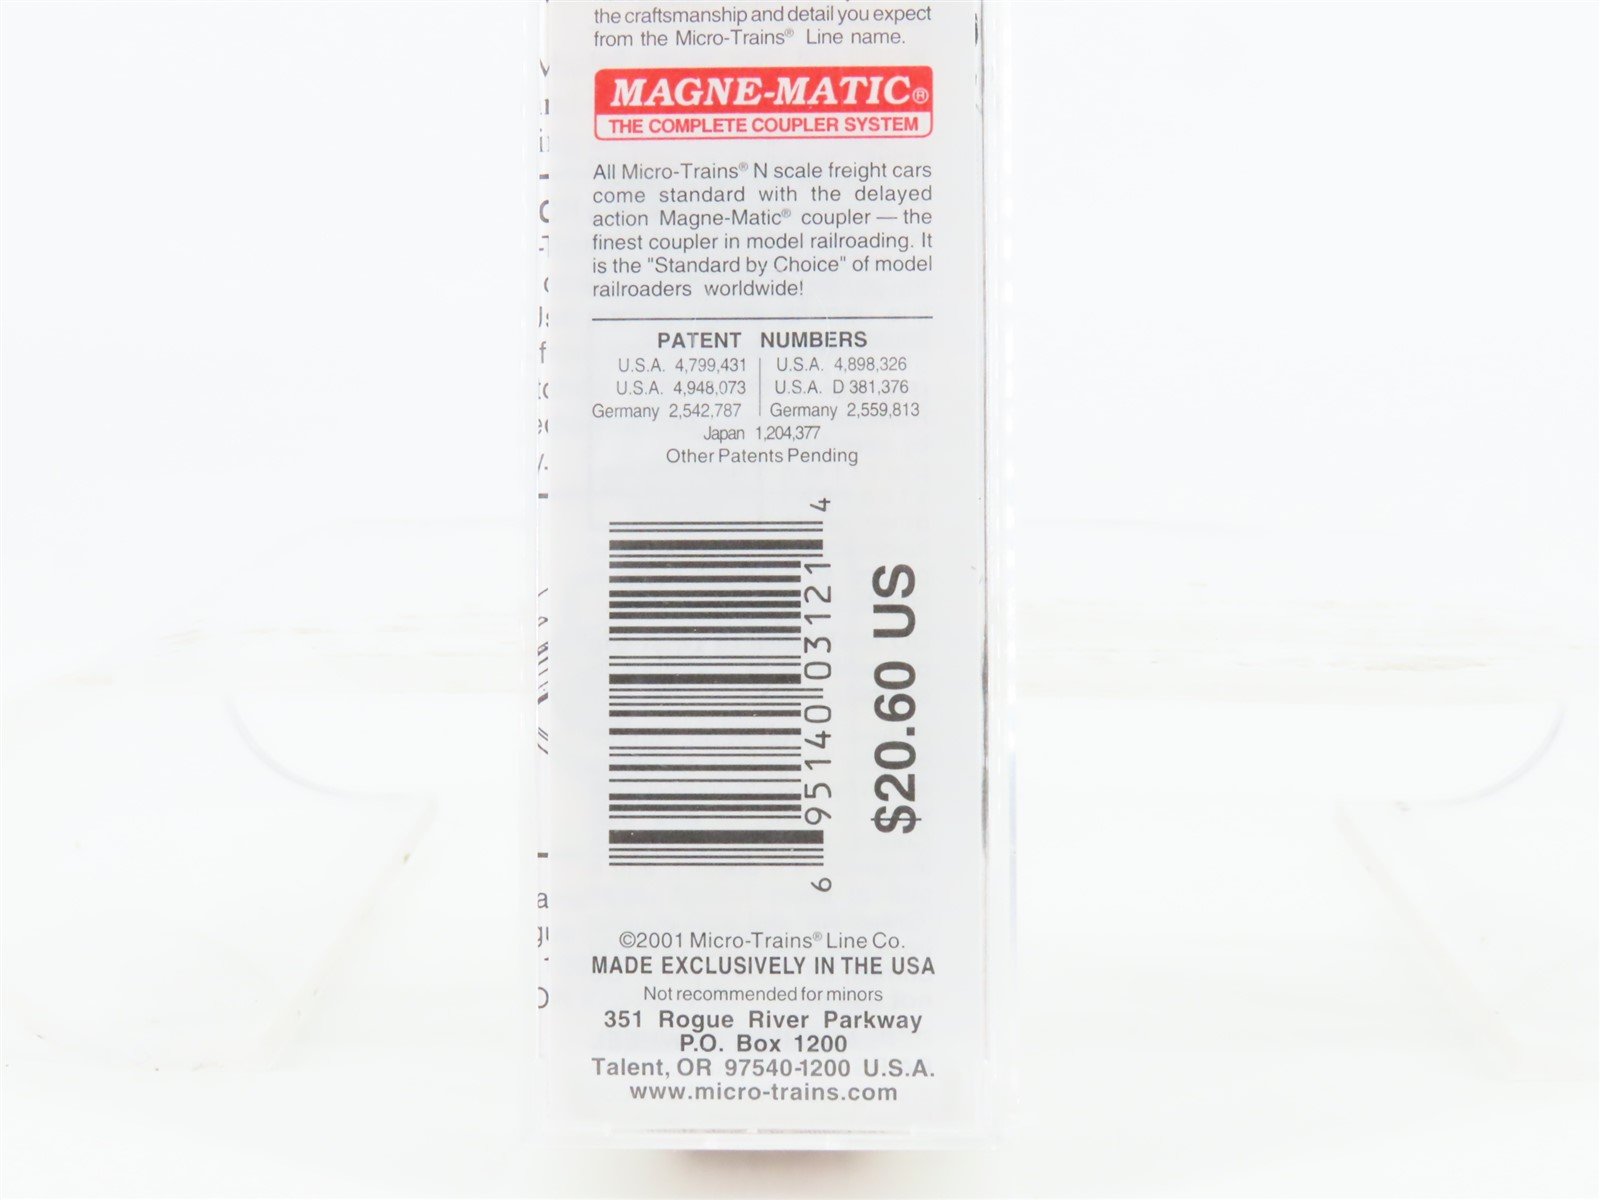 the craftsmanship and detail you expect
from the Micro-Trains® Line name.
MAGNE-MATIC®
THE COMPLETE COUPLER SYSTEM
All Micro-Trains® N scale freight cars
come standard with the delayed
action Magne-Matic® coupler — the
finest coupler in model railroading. It
is the "Standard by Choice" of model
railroaders worldwide!
PATENT NUMBERS
U.S.A. 4,799,431 U.S.A. 4,898,326
U.S.A. 4,948,073 U.S.A. D 381,376
Germany 2,542,787 Germany 2,559,813
Japan 1,204,377
Other Patents Pending
6 95140 03121 4
$20.60 US
©2001 Micro-Trains® Line Co.
MADE EXCLUSIVELY IN THE USA
Not recommended for minors
351 Rogue River Parkway
P.O. Box 1200
Talent, OR 97540-1200 U.S.A.
www.micro-trains.com